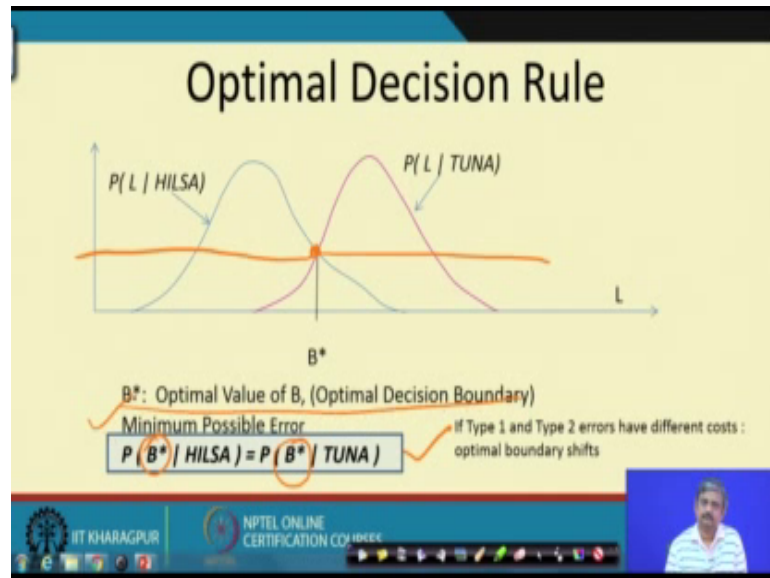 Optimal Decision Rule
P( L | HILSA)
P( L | TUNA)
L
B*
B*: Optimal Value of B, (Optimal Decision Boundary)
Minimum Possible Error
P ( B* | HILSA ) = P ( B* | TUNA )
If Type 1 and Type 2 errors have different costs :
optimal boundary shifts
IIT KHARAGPUR
NPTEL ONLINE
CERTIFICATION COURSES